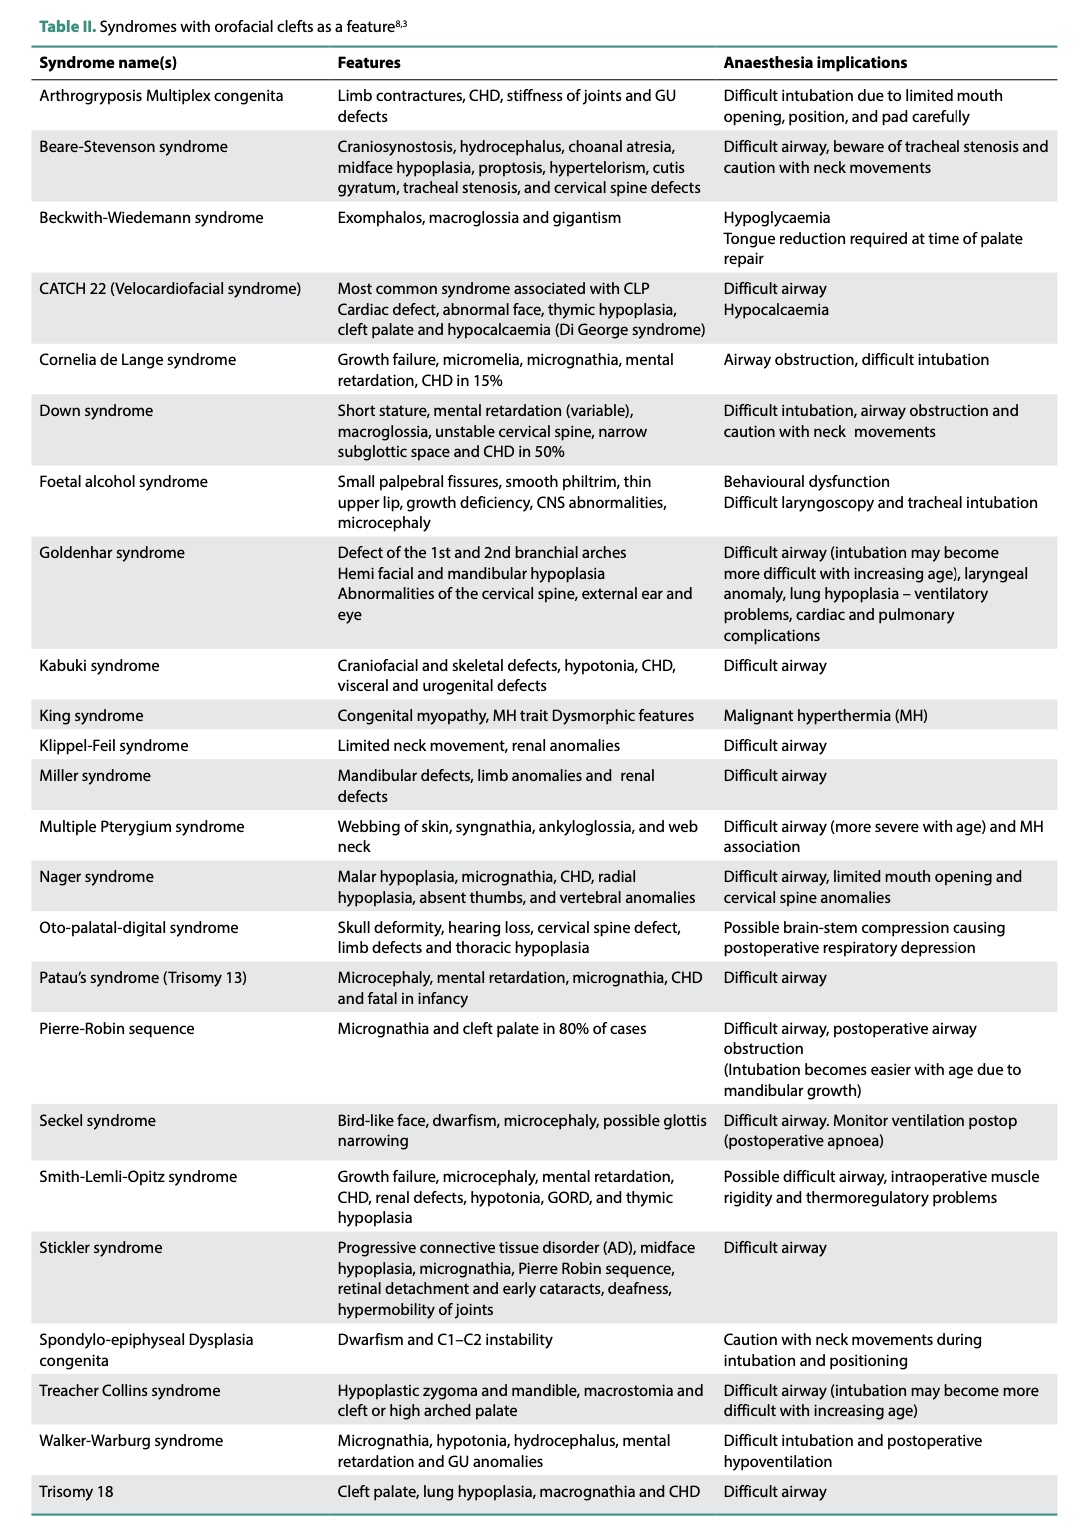 Table II. Syndromes with orofacial clefts as a feature8,3
Syndrome name(s) Features Anaesthesia implications
Arthrogryposis Multiplex congenita Limb contractures, CHD, stiffness of joints and GU Difficult intubation due to limited mouth
defects opening, position, and pad carefully
Beare-Stevenson syndrome Craniosynostosis, hydrocephalus, choanal atresia, Difficult airway, beware of tracheal stenosis and
midface hypoplasia, proptosis, hypertelorism, cutis caution with neck movements
gyratum, tracheal stenosis, and cervical spine defects
Beckwith-Wiedemann syndrome Exomphalos, macroglossia and gigantism Hypoglycaemia
Tongue reduction required at time of palate
repair
CATCH 22 (Velocardiofacial syndrome) Most common syndrome associated with CLP Difficult airway
Cardiac defect, abnormal face, thymic hypoplasia, Hypocalcaemia
cleft palate and hypocalcaemia (Di George syndrome)
Cornelia de Lange syndrome Growth failure, micromelia, micrognathia, mental Airway obstruction, difficult intubation
retardation, CHD in 15%
Down syndrome Short stature, mental retardation (variable), Difficult intubation, airway obstruction and
macroglossia, unstable cervical spine, narrow caution with neck movements
subglottic space and CHD in 50%
Foetal alcohol syndrome Small palpebral fissures, smooth philtrim, thin Behavioural dysfunction
upper lip, growth deficiency, CNS abnormalities, Difficult laryngoscopy and tracheal intubation
microcephaly
Goldenhar syndrome Defect of the 1st and 2nd branchial arches Difficult airway (intubation may become
Hemi facial and mandibular hypoplasia more difficult with increasing age), laryngeal
Abnormalities of the cervical spine, external ear and anomaly, lung hypoplasia – ventilatory
eye problems, cardiac and pulmonary
complications
Kabuki syndrome Craniofacial and skeletal defects, hypotonia, CHD, Difficult airway
visceral and urogenital defects
King syndrome Congenital myopathy, MH trait Dysmorphic features Malignant hyperthermia (MH)
Klippel-Feil syndrome Limited neck movement, renal anomalies Difficult airway
Miller syndrome Mandibular defects, limb anomalies and renal Difficult airway
defects
Multiple Pterygium syndrome Webbing of skin, syngnathia, ankyloglossia, and web Difficult airway (more severe with age) and MH
neck association
Nager syndrome Malar hypoplasia, micrognathia, CHD, radial Difficult airway, limited mouth opening and
hypoplasia, absent thumbs, and vertebral anomalies cervical spine anomalies
Oto-palatal-digital syndrome Skull deformity, hearing loss, cervical spine defect, Possible brain-stem compression causing
limb defects and thoracic hypoplasia postoperative respiratory depression
Patau’s syndrome (Trisomy 13) Microcephaly, mental retardation, micrognathia, CHD Difficult airway
and fatal in infancy
Pierre-Robin sequence Micrognathia and cleft palate in 80% of cases Difficult airway, postoperative airway
obstruction
(Intubation becomes easier with age due to
mandibular growth)
Seckel syndrome Bird-like face, dwarfism, microcephaly, possible glottis Difficult airway. Monitor ventilation postop
narrowing (postoperative apnoea)
Smith-Lemli-Opitz syndrome Growth failure, microcephaly, mental retardation, Possible difficult airway, intraoperative muscle
CHD, renal defects, hypotonia, GORD, and thymic rigidity and thermoregulatory problems
hypoplasia
Stickler syndrome Progressive connective tissue disorder (AD), midface Difficult airway
hypoplasia, micrognathia, Pierre Robin sequence,
retinal detachment and early cataracts, deafness,
hypermobility of joints
Spondylo-epiphyseal Dysplasia Dwarfism and C1–C2 instability Caution with neck movements during
congenita intubation and positioning
Treacher Collins syndrome Hypoplastic zygoma and mandible, macrostomia and Difficult airway (intubation may become more
cleft or high arched palate difficult with increasing age)
Walker-Warburg syndrome Micrognathia, hypotonia, hydrocephalus, mental Difficult intubation and postoperative
retardation and GU anomalies hypoventilation
Trisomy 18 Cleft palate, lung hypoplasia, macrognathia and CHD Difficult airway